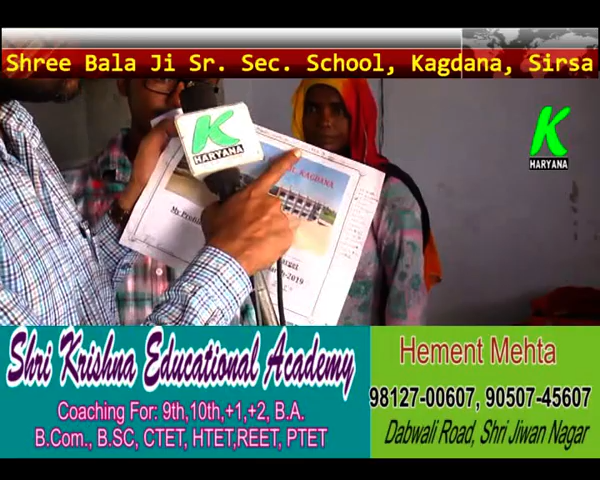 Shree Bala Ji Sr. Sec. School, Kagdana, Sirsa
K
HARYANA
K
HARYANA
KAGDANA
2019
Shri Krishna Educational Academy
Coaching For: 9th,10th,+1,+2, B.A.
B.Com., B.SC, CTET, HTET,REET, PTET
Hement Mehta
98127-00607, 90507-45607
Dabwali Road, Shri Jiwan Nagar